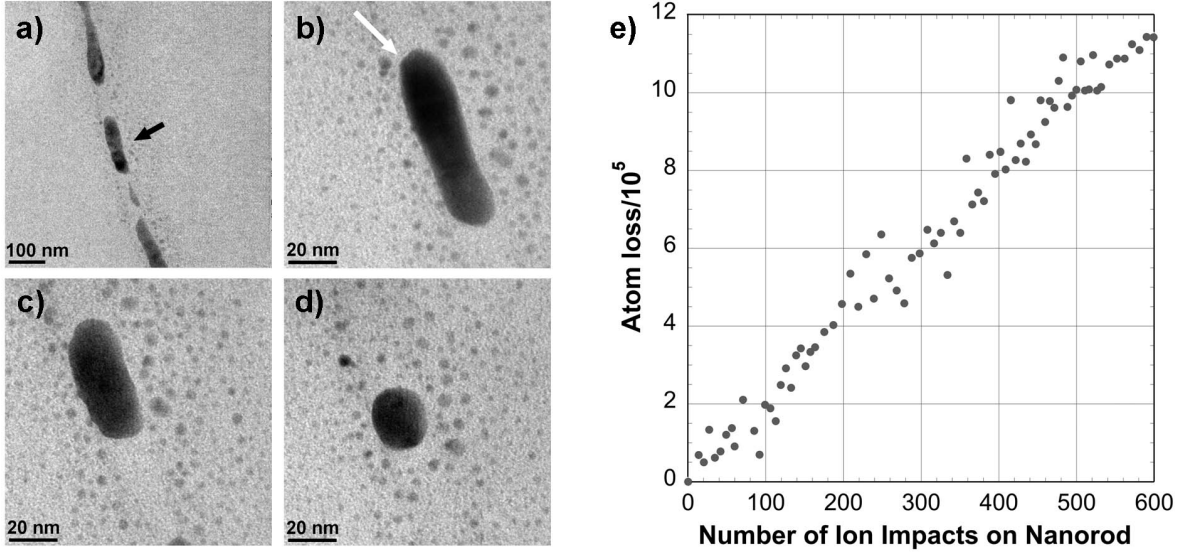 a)
100 nm
b)
20 nm
c)
20 nm
d)
20 nm
e)
Atom loss/10⁵
12
10
8
6
4
2
0
0 100 200 300 400 500 600
Number of Ion Impacts on Nanorod